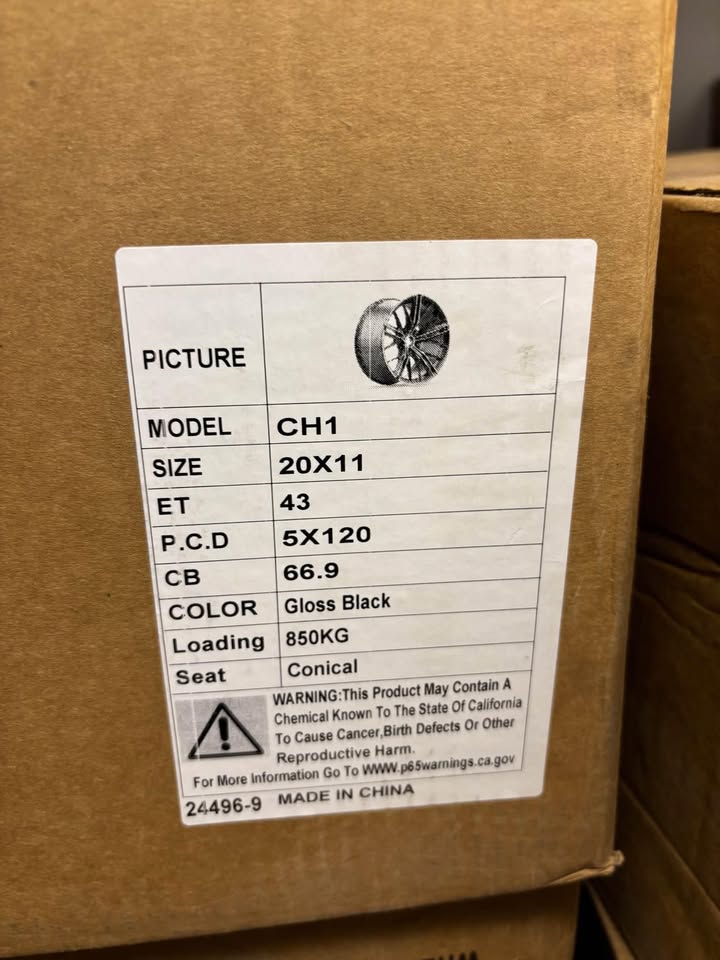 PICTURE
MODEL CH1
SIZE 20X11
ET 43
P.C.D 5X120
CB 66.9
COLOR Gloss Black
Loading 850KG
Seat Conical
WARNING:This Product May Contain A
Chemical Known To The State Of California
To Cause Cancer,Birth Defects Or Other
Reproductive Harm.
For More Information Go To WWW.p65warnings.ca.gov
24496-9 MADE IN CHINA